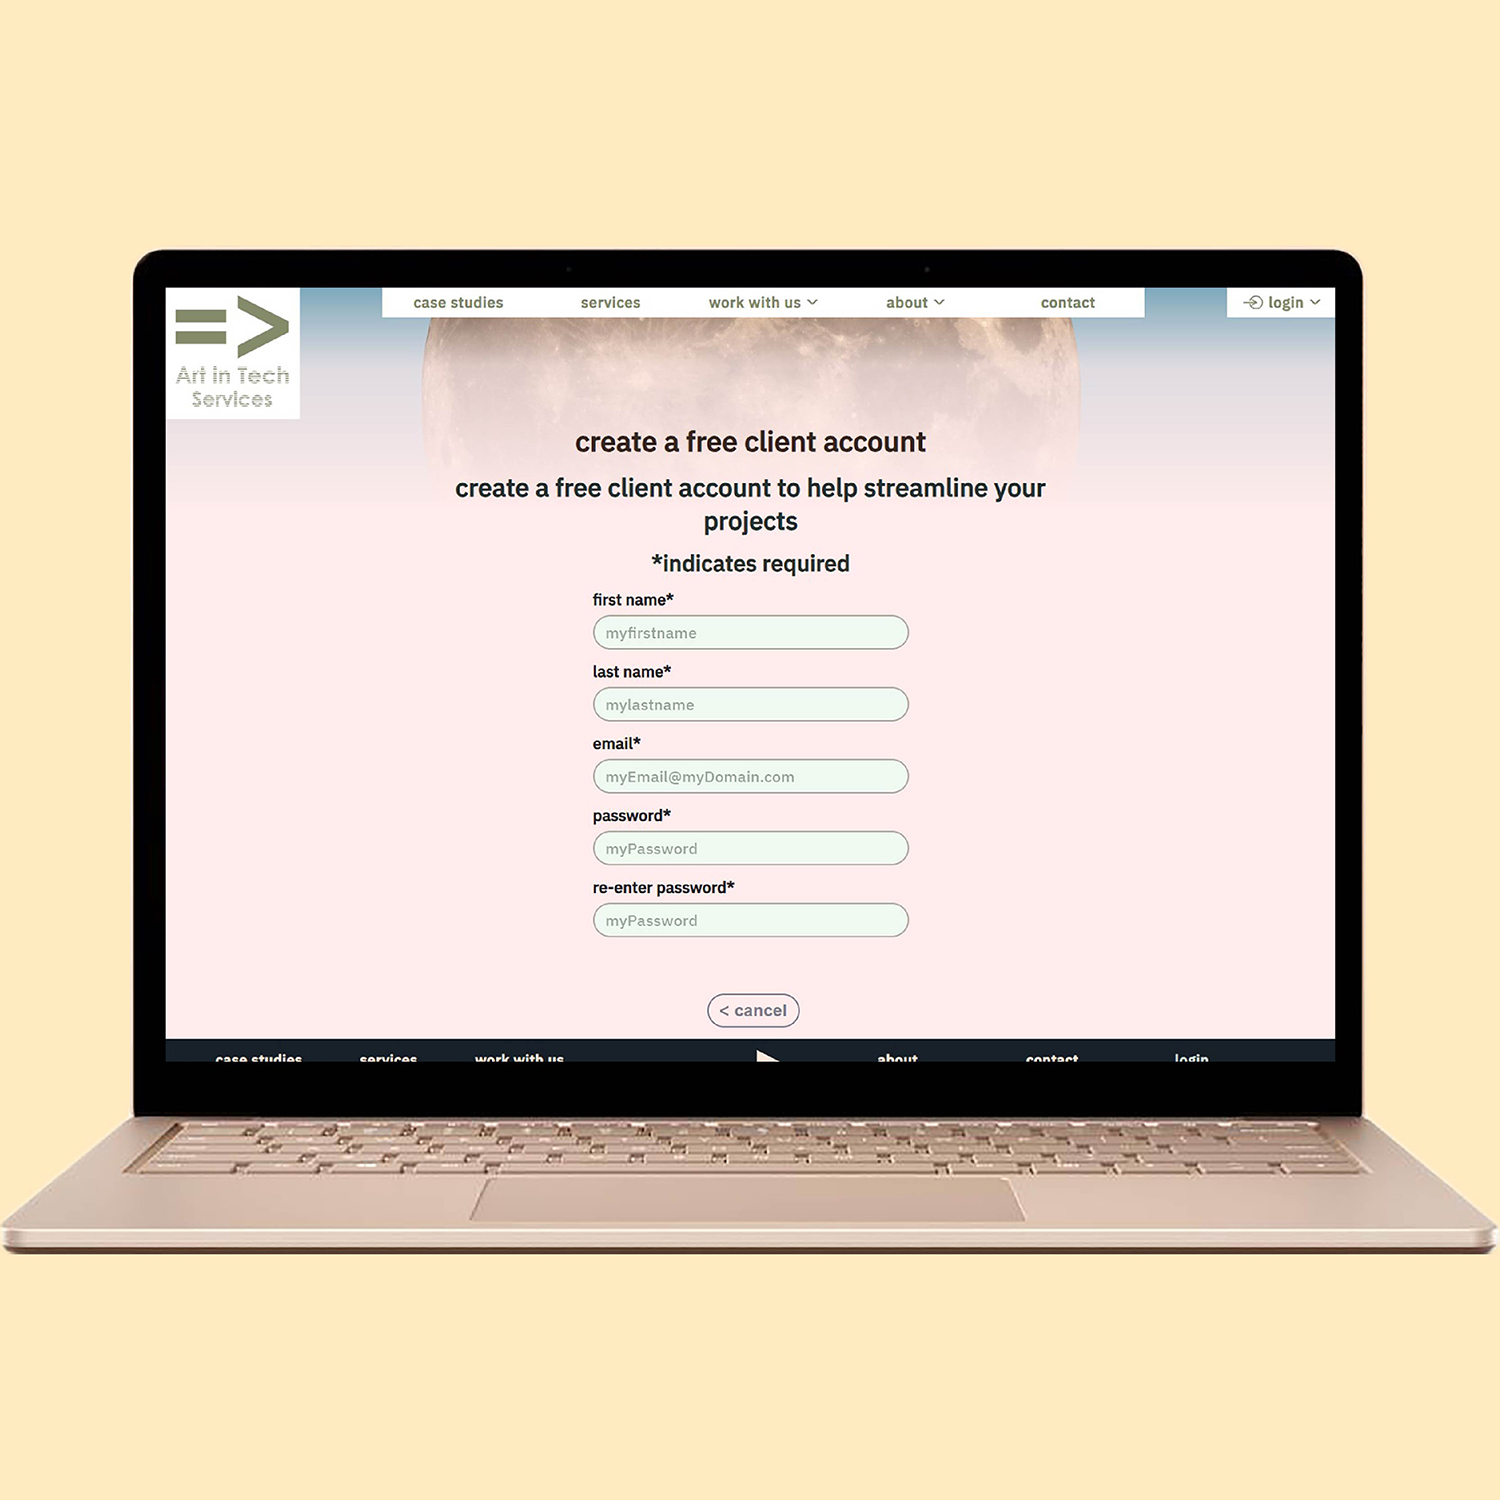 Art in Tech
Services
case studies
services
work with us
about
contact
login
create a free client account
create a free client account to help streamline your
projects
*indicates required
first name*
myfirstname
last name*
mylastname
email*
myEmail@myDomain.com
password*
myPassword
re-enter password*
myPassword
< cancel
case studies
services
work with us
about
contact
login